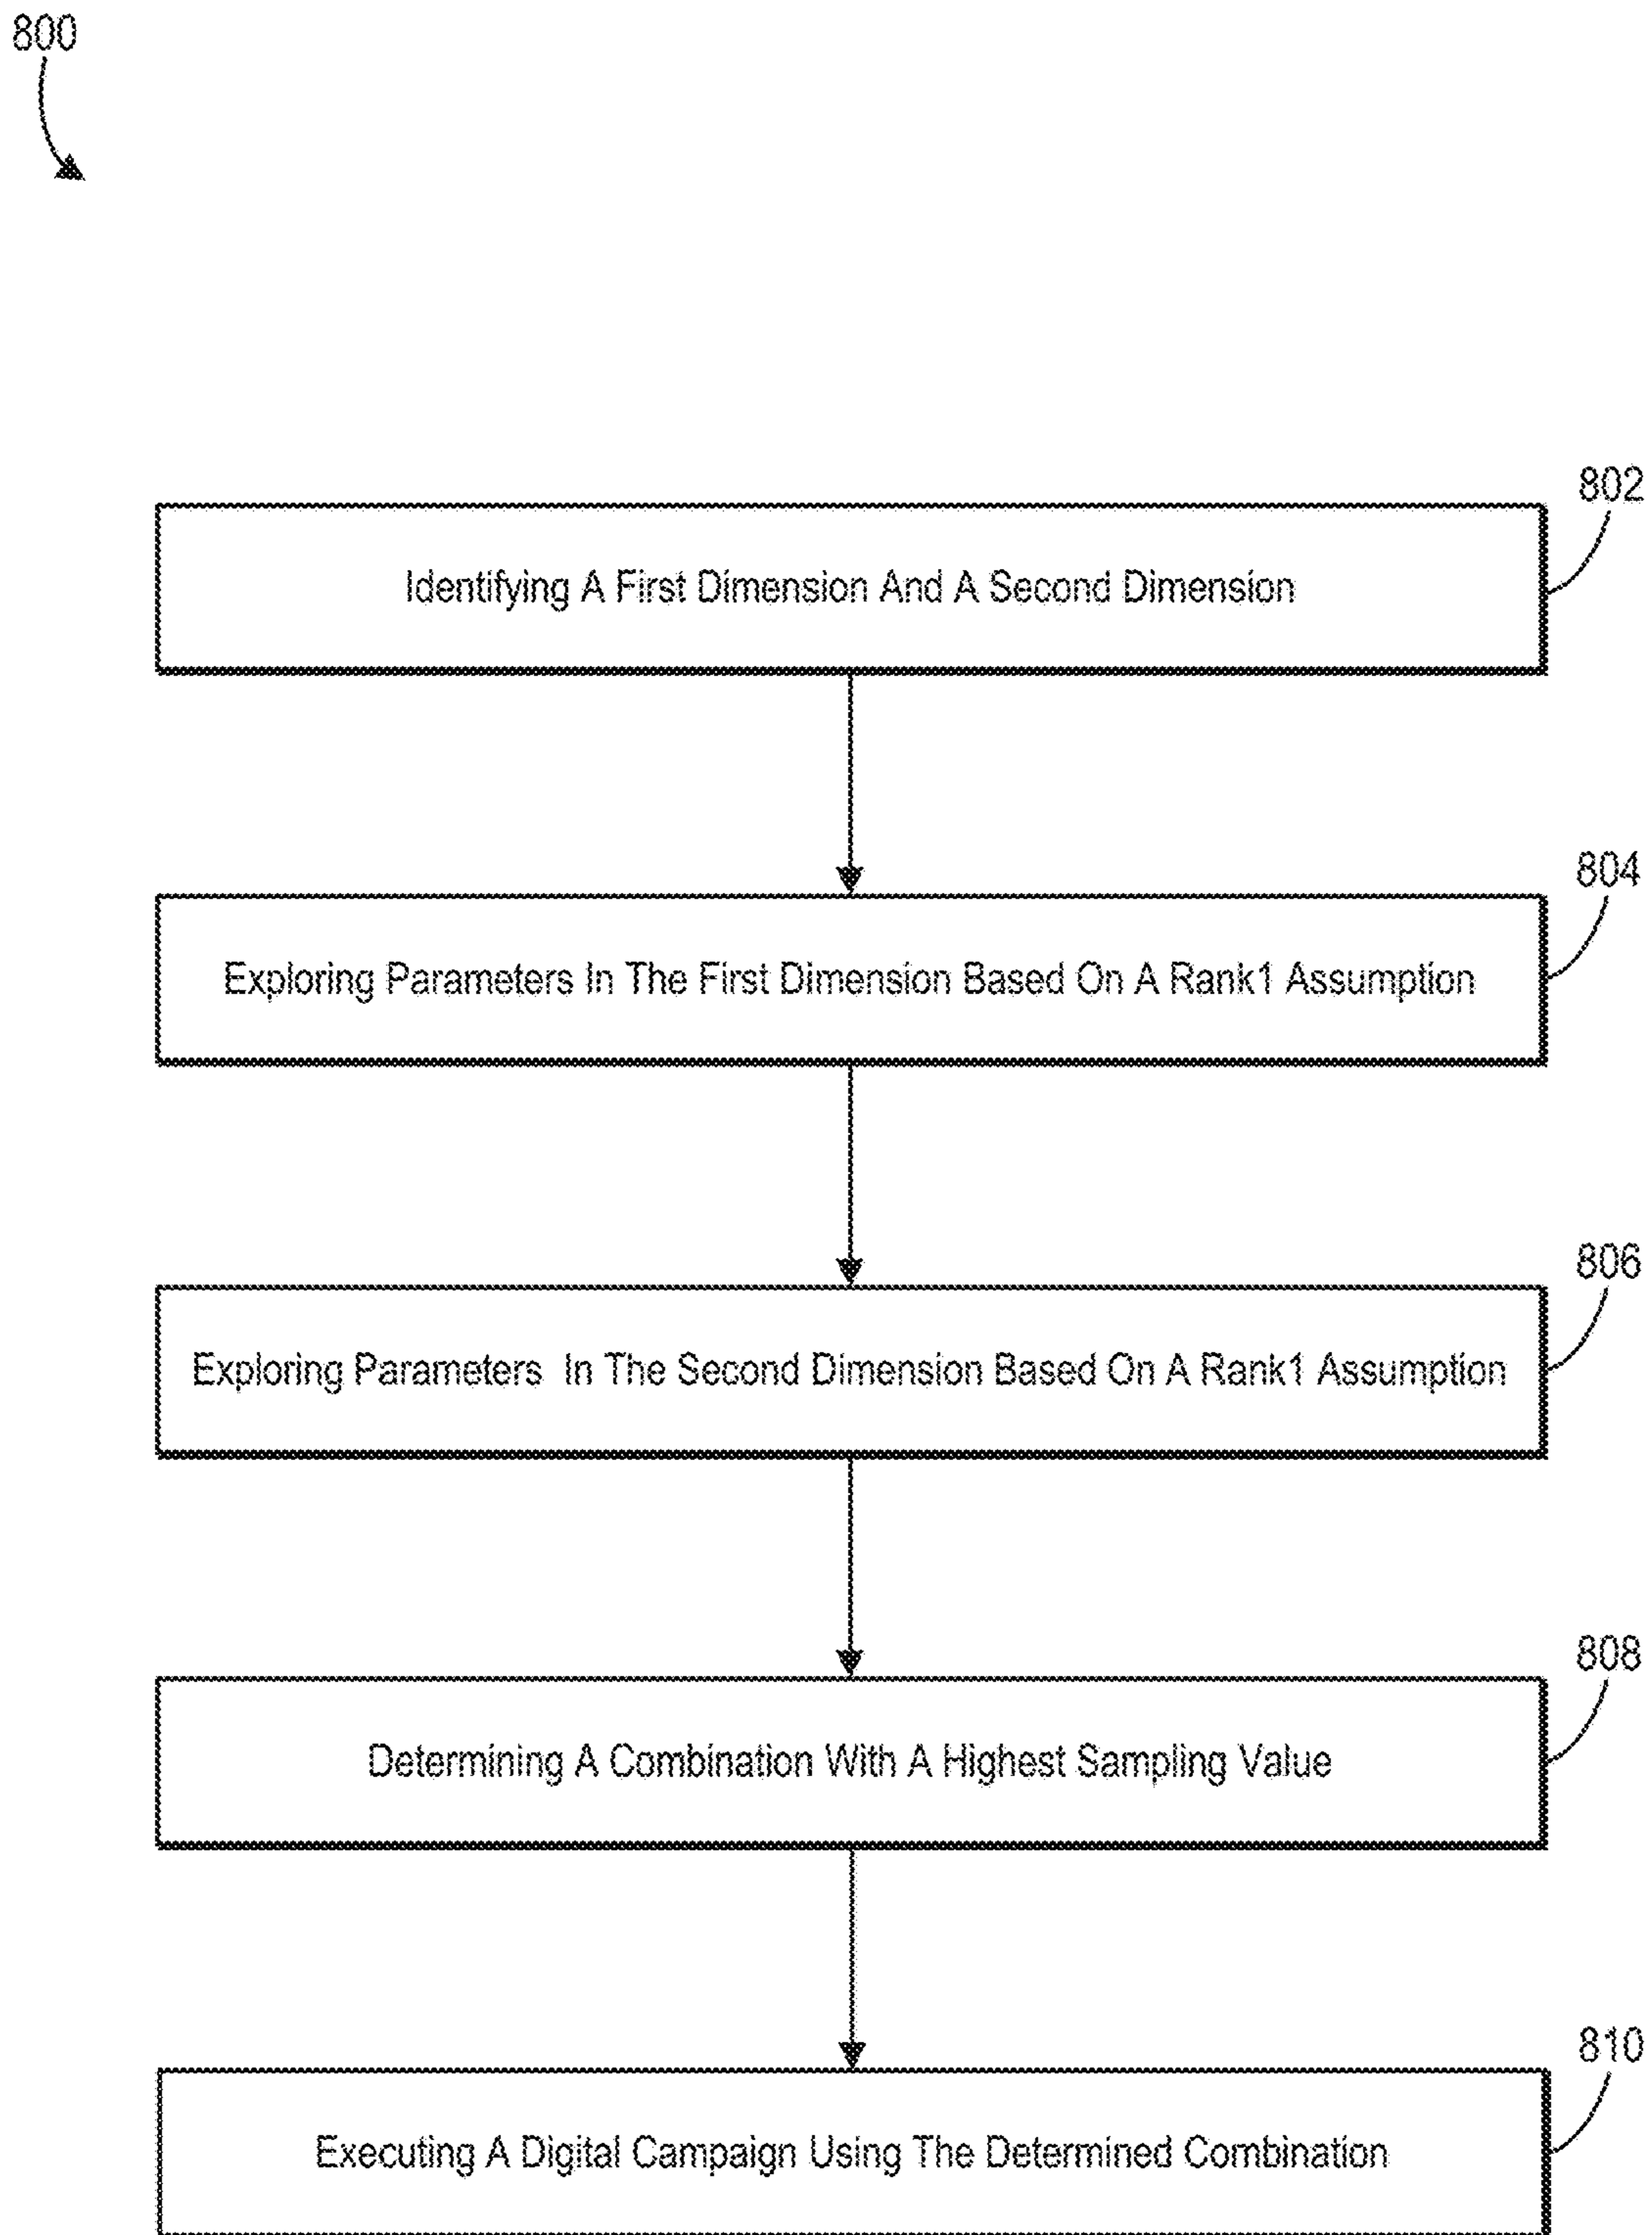 800
802
Identifying A First Dimension And A Second Dimension
804
Exploring Parameters In The First Dimension Based On A Rank1 Assumption
806
Exploring Parameters In The Second Dimension Based On A Rank1 Assumption
808
Determining A Combination With A Highest Sampling Value
810
Executing A Digital Campaign Using The Determined Combination